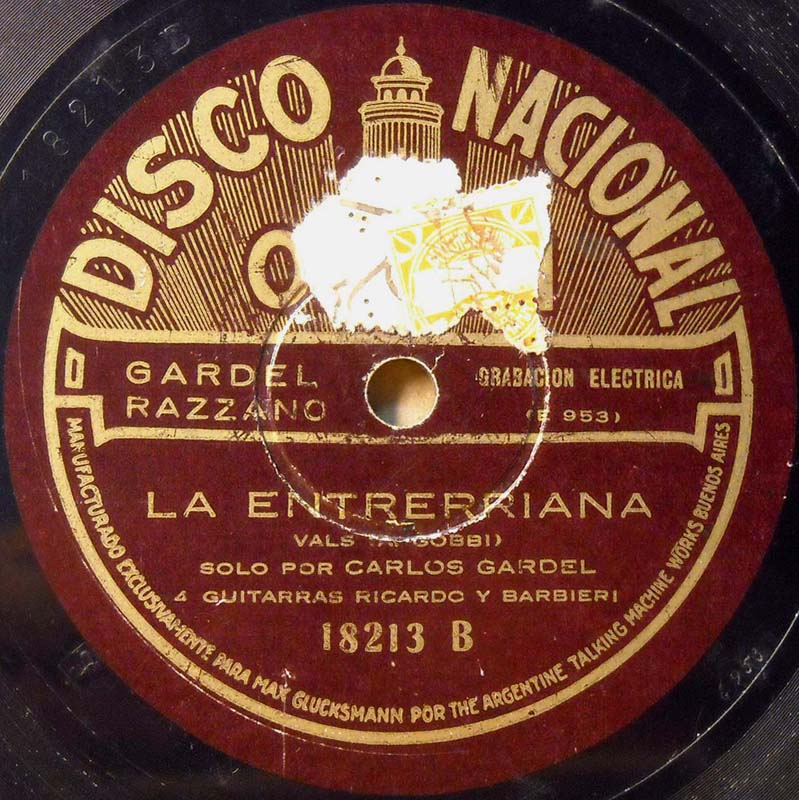 DISCO NACIONAL
GARDEL
RAZZANO
GRABACION ELECTRICA
(E 953)
LA ENTRERRIANA
VALS (A. GOBBI)
SOLO POR CARLOS GARDEL
4 GUITARRAS RICARDO Y BARBIERI
18213 B
MANUFACTURADO EXCLUSIVAMENTE PARA MAX GLUCKSMANN POR THE ARGENTINE TALKING MACHINE WORKS BUENOS AIRES
18213 B